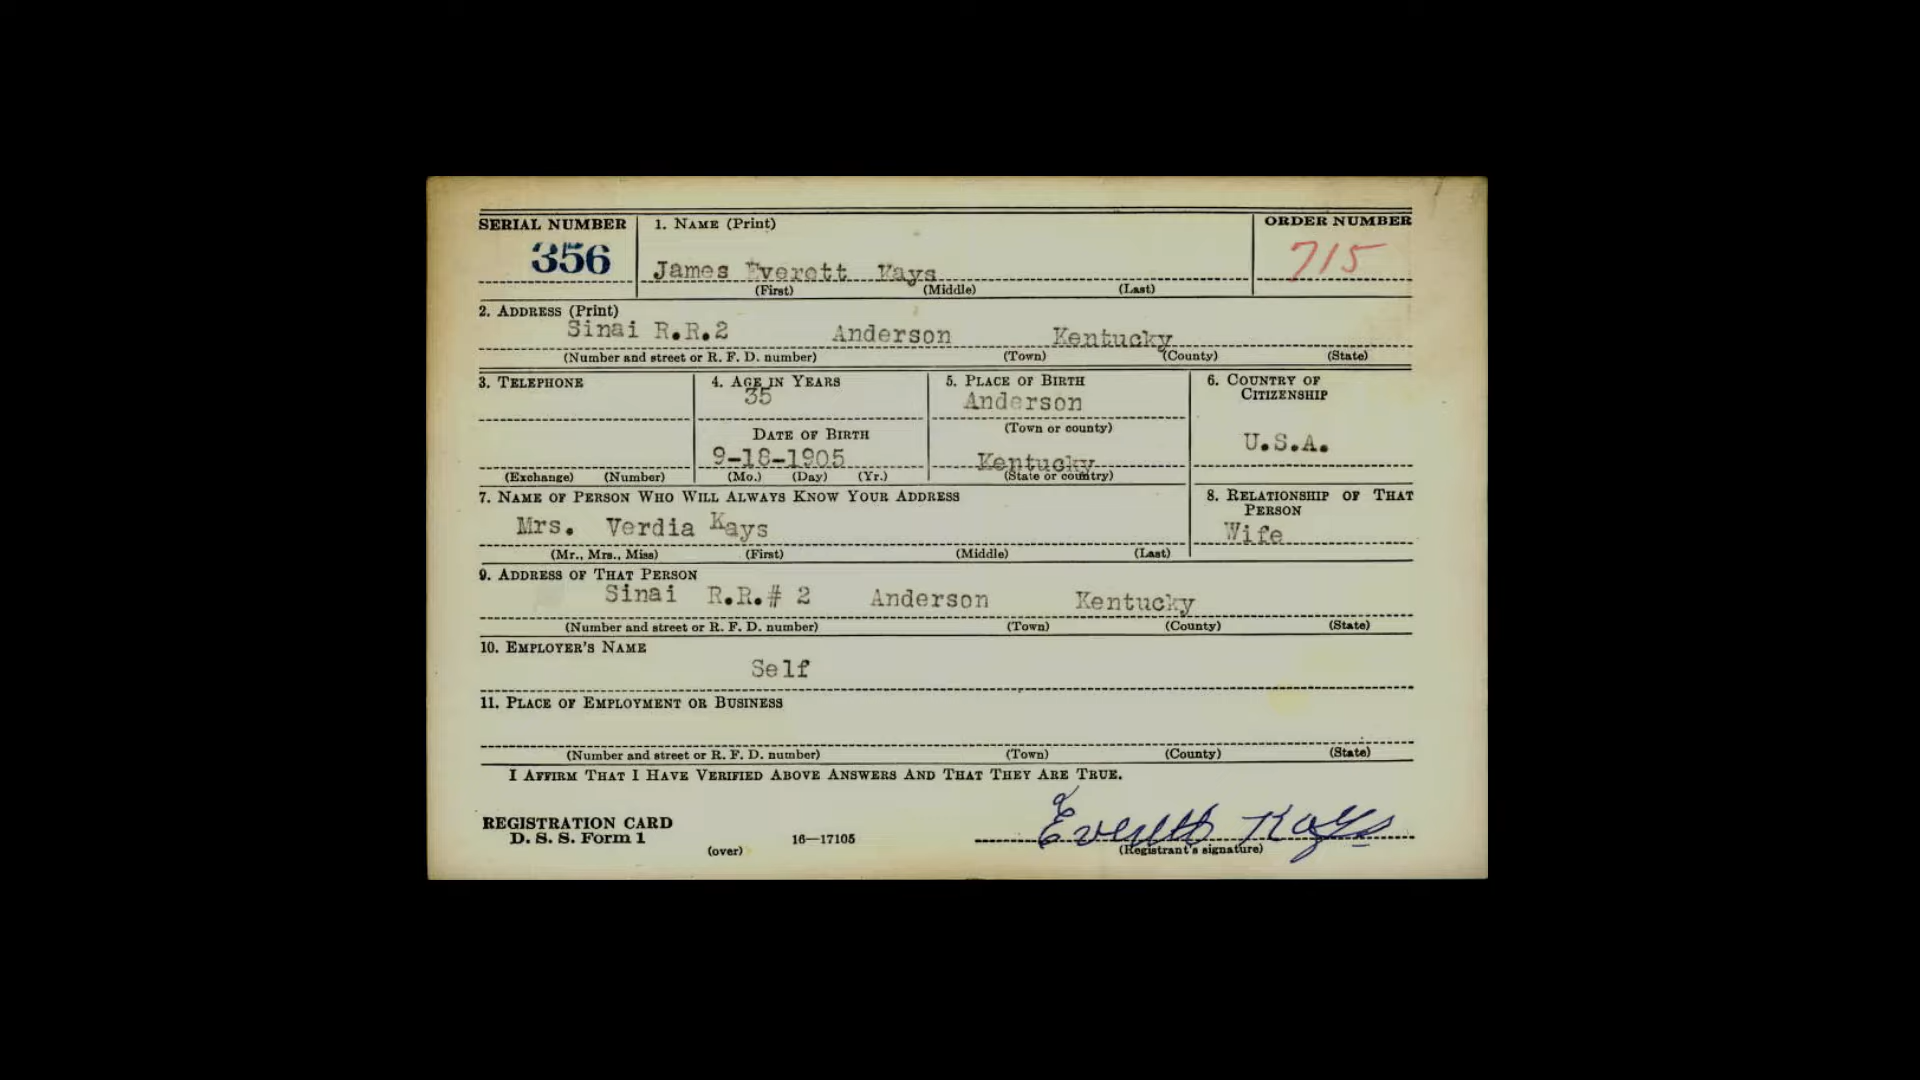 SERIAL NUMBER
356
1. NAME (Print)
James Everett Kays
(First) (Middle) (Last)
ORDER NUMBER
715
2. ADDRESS (Print)
Sinai R.R.2 Anderson Kentucky
(Number and street or R. F. D. number) (Town) (County) (State)
3. TELEPHONE
(Exchange) (Number)
4. AGE IN YEARS
35
DATE OF BIRTH
9-18-1905
(Mo.) (Day) (Yr.)
5. PLACE OF BIRTH
Anderson
(Town or county)
Kentucky
(State or country)
6. COUNTRY OF
CITIZENSHIP
U.S.A.
7. NAME OF PERSON WHO WILL ALWAYS KNOW YOUR ADDRESS
Mrs. Verdia Kays
(Mr., Mrs., Miss) (First) (Middle) (Last)
8. RELATIONSHIP OF THAT
PERSON
Wife
9. ADDRESS OF THAT PERSON
Sinai R.R.# 2 Anderson Kentucky
(Number and street or R. F. D. number) (Town) (County) (State)
10. EMPLOYER'S NAME
Self
11. PLACE OF EMPLOYMENT OR BUSINESS
(Number and street or R. F. D. number) (Town) (County) (State)
I AFFIRM THAT I HAVE VERIFIED ABOVE ANSWERS AND THAT THEY ARE TRUE.
REGISTRATION CARD
D. S. S. Form 1
(over)
16—17105
Everett Kays
(Registrant's signature)